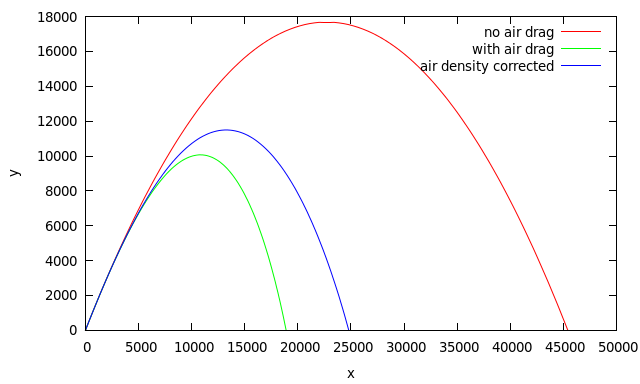 18000
16000
14000
12000
10000
8000
6000
4000
2000
0
y
no air drag
with air drag
air density corrected
0 5000 10000 15000 20000 25000 30000 35000 40000 45000 50000
x